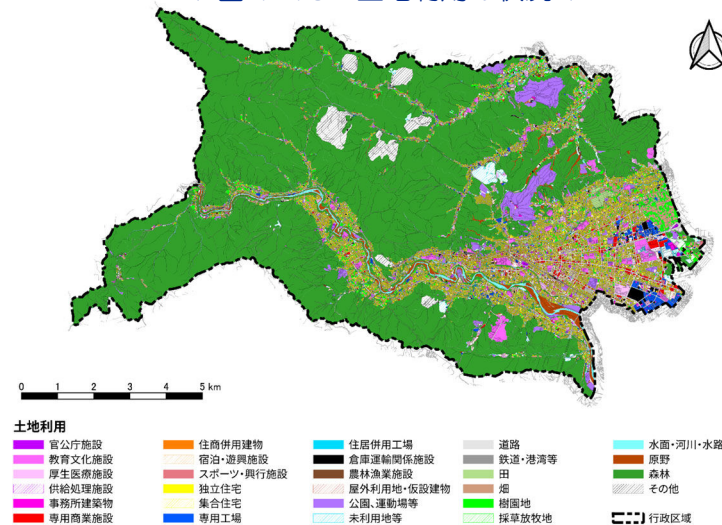 0 1 2 3 4 5 km
土地利用
官公庁施設
教育文化施設
厚生医療施設
供給処理施設
事務所建築物
専用商業施設
住商併用建物
宿泊・遊興施設
スポーツ・興行施設
独立住宅
集合住宅
専用工場
住居併用工場
倉庫運輸関係施設
農林漁業施設
屋外利用地・仮設建物
公園、運動場等
未利用地等
道路
鉄道・港湾等
田
畑
樹園地
採草放牧地
水面・河川・水路
原野
森林
その他
行政区域